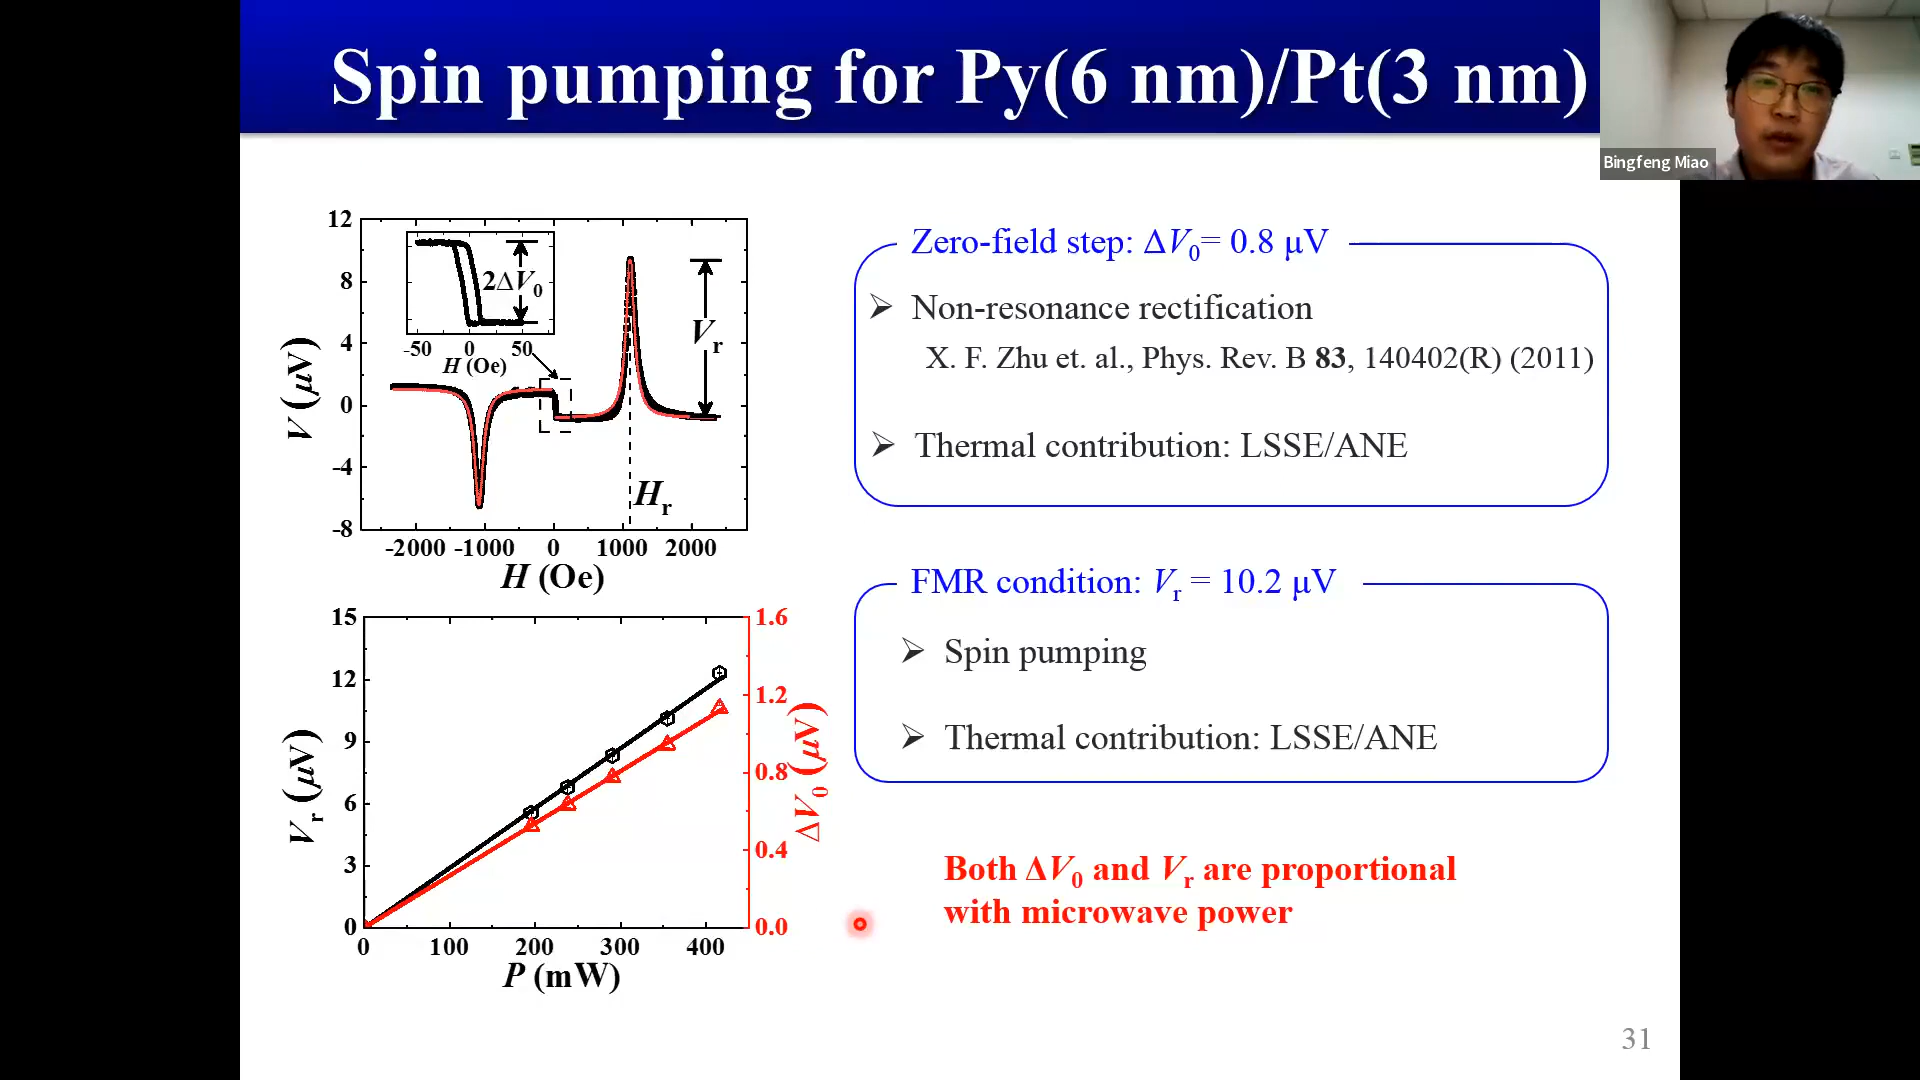 Spin pumping for Py(6 nm)/Pt(3 nm)
Bingfeng Miao
12
8
4
0
-4
-8
V (μV)
2ΔV0
-50 0 50
H (Oe)
Vr
Hr
-2000 -1000 0 1000 2000
H (Oe)
Zero-field step: ΔV0= 0.8 μV
➢ Non-resonance rectification
X. F. Zhu et. al., Phys. Rev. B 83, 140402(R) (2011)
➢ Thermal contribution: LSSE/ANE
15
12
9
6
3
0
Vr (μV)
1.6
1.2
0.8
0.4
0.0
ΔV0 (μV)
0 100 200 300 400
P (mW)
FMR condition: Vr = 10.2 μV
➢ Spin pumping
➢ Thermal contribution: LSSE/ANE
Both ΔV0 and Vr are proportional
with microwave power
31